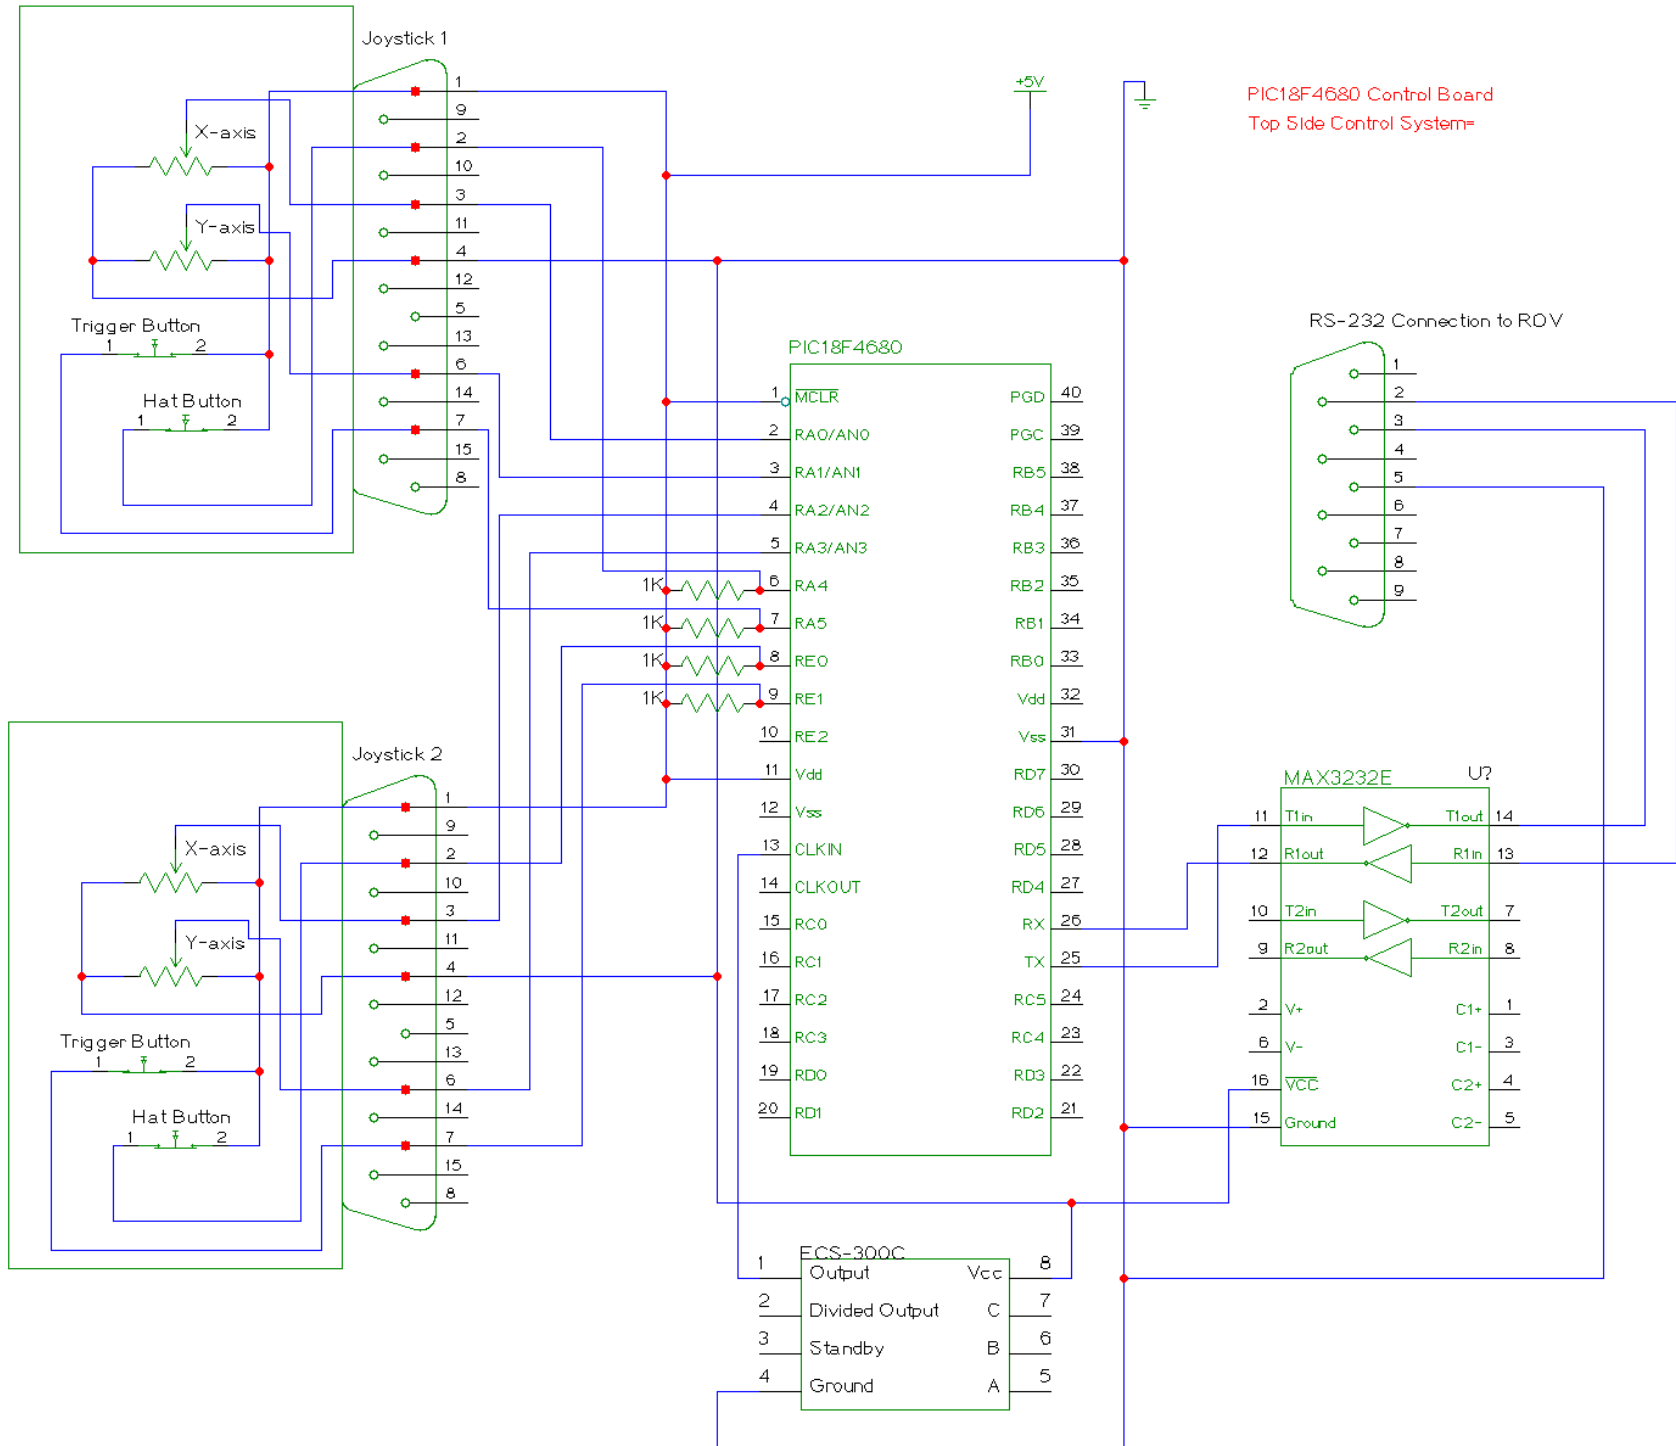 Joystick 1
1
9
2
10
3
11
4
12
5
13
6
14
7
15
8
X-axis
Y-axis
Trigger Button
1 2
Hat Button
1 2
+5V
PIC18F4680 Control Board
Top Side Control System=
RS-232 Connection to ROV
1
2
3
4
5
6
7
8
9
PIC18F4680
1 MCLR PGD 40
2 RA0/AN0 PGC 39
3 RA1/AN1 RB5 38
4 RA2/AN2 RB4 37
5 RA3/AN3 RB3 36
1K 6 RA4 RB2 35
1K 7 RA5 RB1 34
1K 8 RE0 RB0 33
1K 9 RE1 Vdd 32
10 RE2 Vss 31
11 Vdd RD7 30
12 Vss RD6 29
13 CLKIN RD5 28
14 CLKOUT RD4 27
15 RC0 RX 26
16 RC1 TX 25
17 RC2 RC5 24
18 RC3 RC4 23
19 RD0 RD3 22
20 RD1 RD2 21
Joystick 2
1
9
2
10
3
11
4
12
5
13
6
14
7
15
8
X-axis
Y-axis
Trigger Button
1 2
Hat Button
1 2
MAX3232E U?
11 T1in T1out 14
12 R1out R1in 13
10 T2in T2out 7
9 R2out R2in 8
2 V+ C1+ 1
6 V- C1- 3
16 VCC C2+ 4
15 Ground C2- 5
ECS-300C
1 Output Vcc 8
2 Divided Output C 7
3 Standby B 6
4 Ground A 5